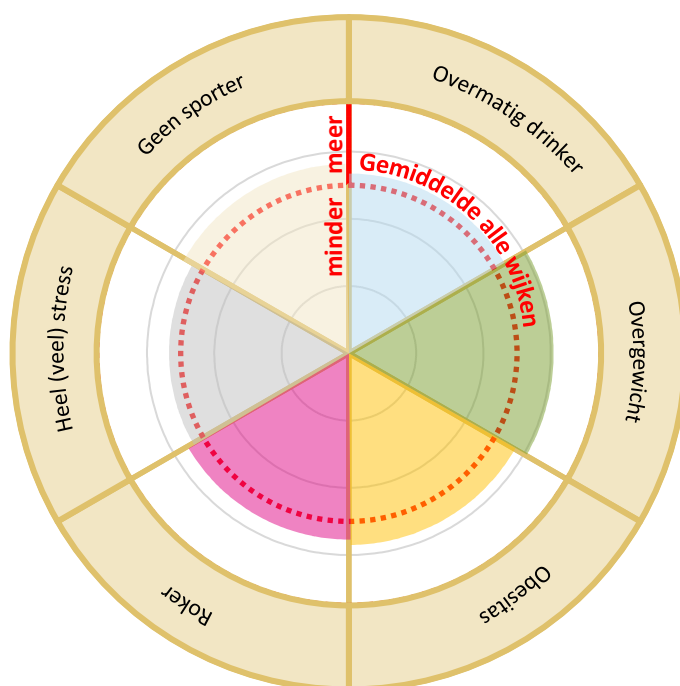 Geen sporter
Overmatig drinker
meer
Gemiddelde alle wijken
minder
Heel (veel) stress
Overgewicht
Roker
Obesitas